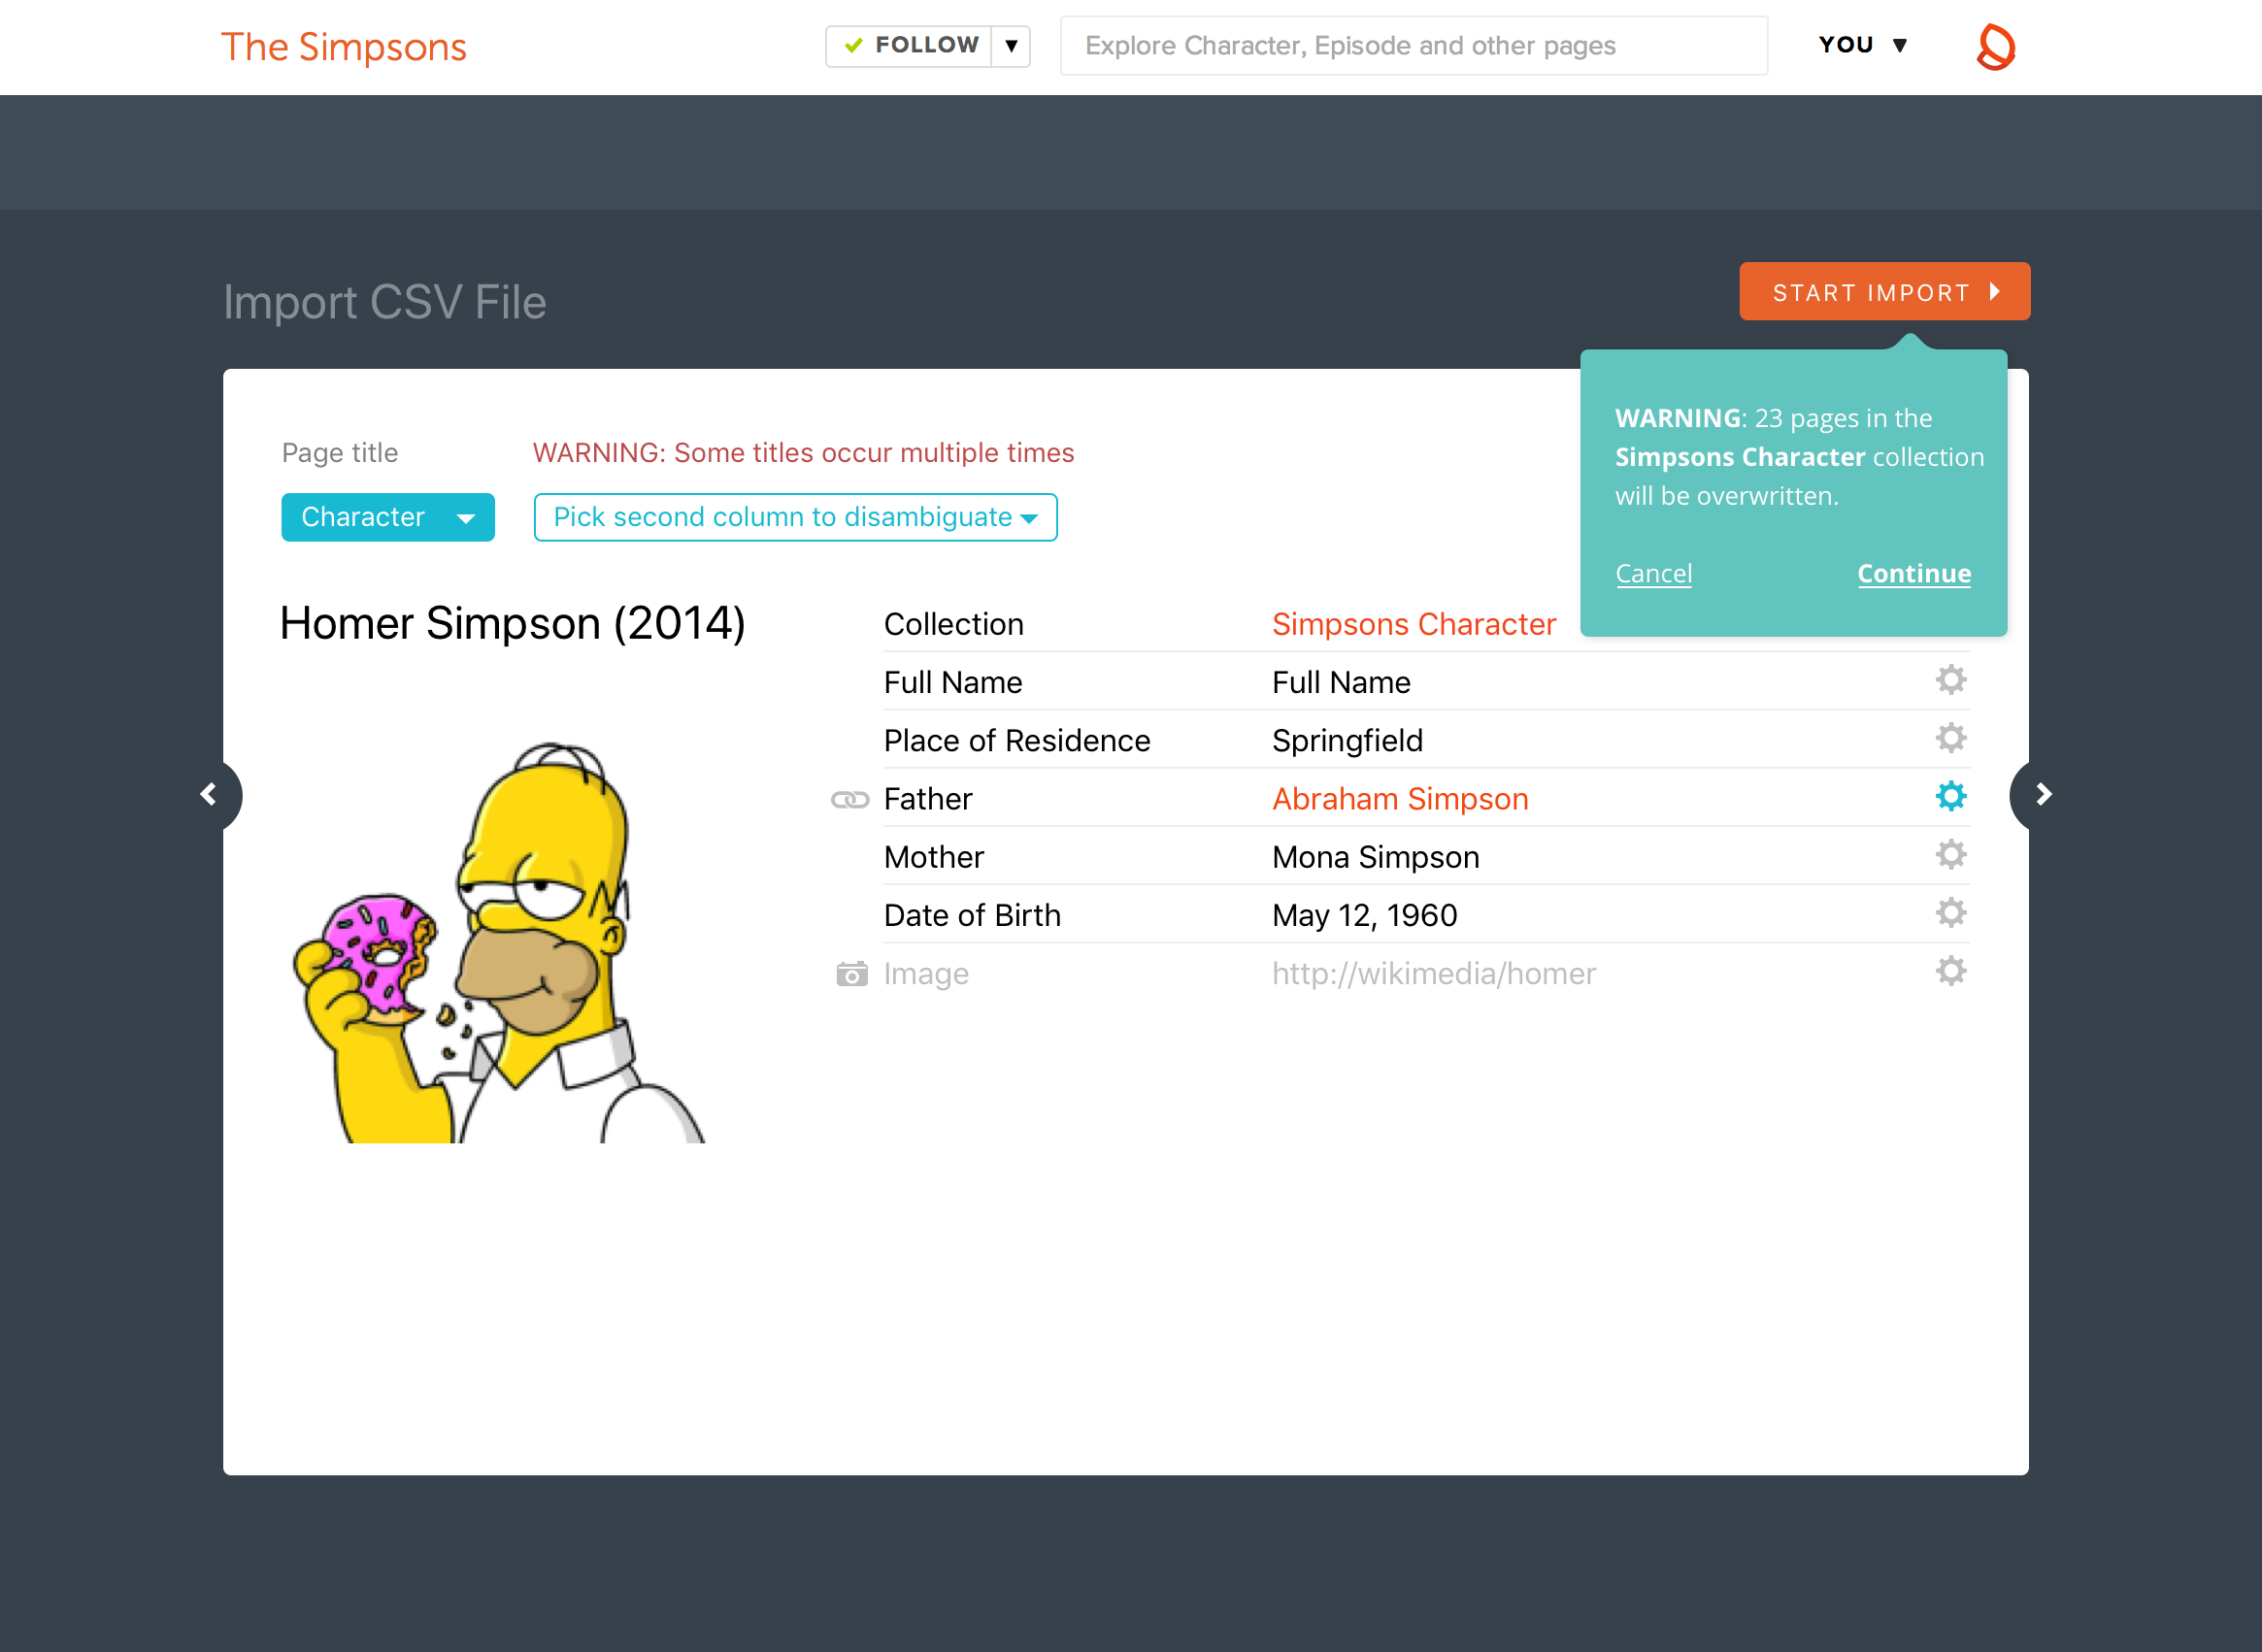 The Simpsons
FOLLOW
Explore Character, Episode and other pages
YOU
Import CSV File
START IMPORT
WARNING: 23 pages in the
Simpsons Character collection
will be overwritten.
Cancel
Continue
Page title
WARNING: Some titles occur multiple times
Character
Pick second column to disambiguate
Homer Simpson (2014)
Collection Simpsons Character
Full Name Full Name
Place of Residence Springfield
Father Abraham Simpson
Mother Mona Simpson
Date of Birth May 12, 1960
Image http://wikimedia/homer